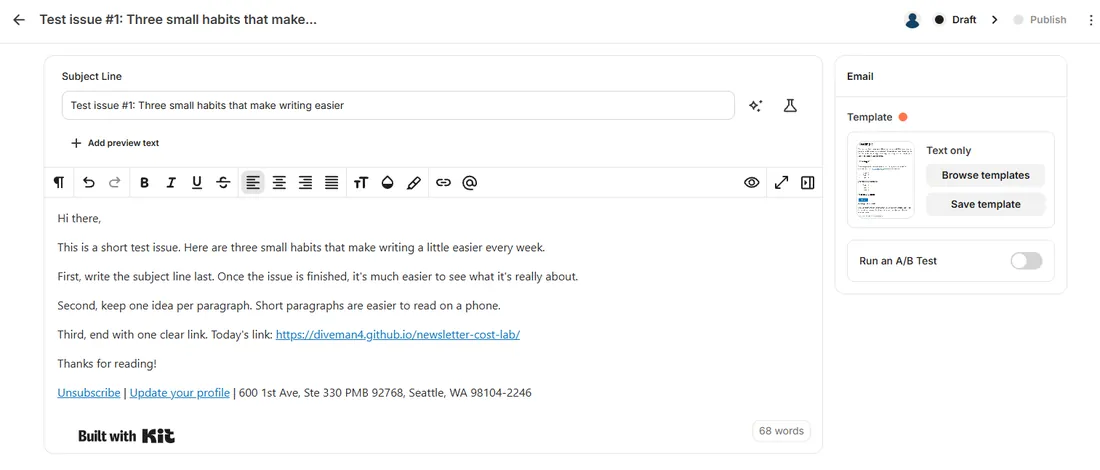 Test issue #1: Three small habits that make...
Draft
Publish
Subject Line
Test issue #1: Three small habits that make writing easier
Add preview text
B I U S
TT
Hi there,
This is a short test issue. Here are three small habits that make writing a little easier every week.
First, write the subject line last. Once the issue is finished, it's much easier to see what it's really about.
Second, keep one idea per paragraph. Short paragraphs are easier to read on a phone.
Third, end with one clear link. Today's link: https://diveman4.github.io/newsletter-cost-lab/
Thanks for reading!
Unsubscribe | Update your profile | 600 1st Ave, Ste 330 PMB 92768, Seattle, WA 98104-2246
Built with Kit
68 words
Email
Template
Text only
Browse templates
Save template
Run an A/B Test